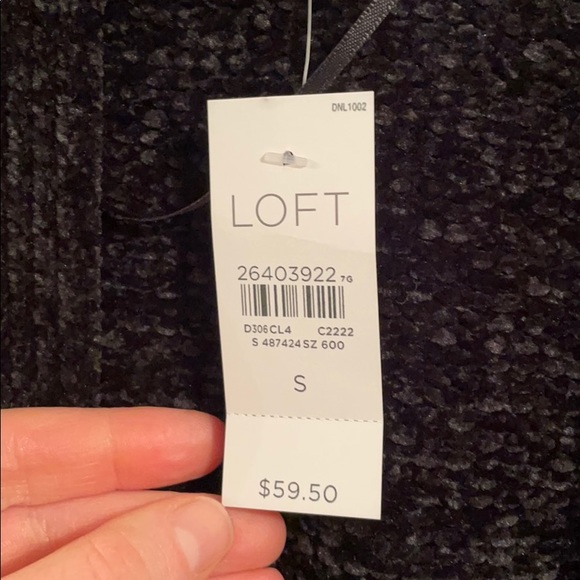 DNL1002
LOFT
26403922 7G
D306CL4 C2222
S 487424 SZ 600
S
$59.50